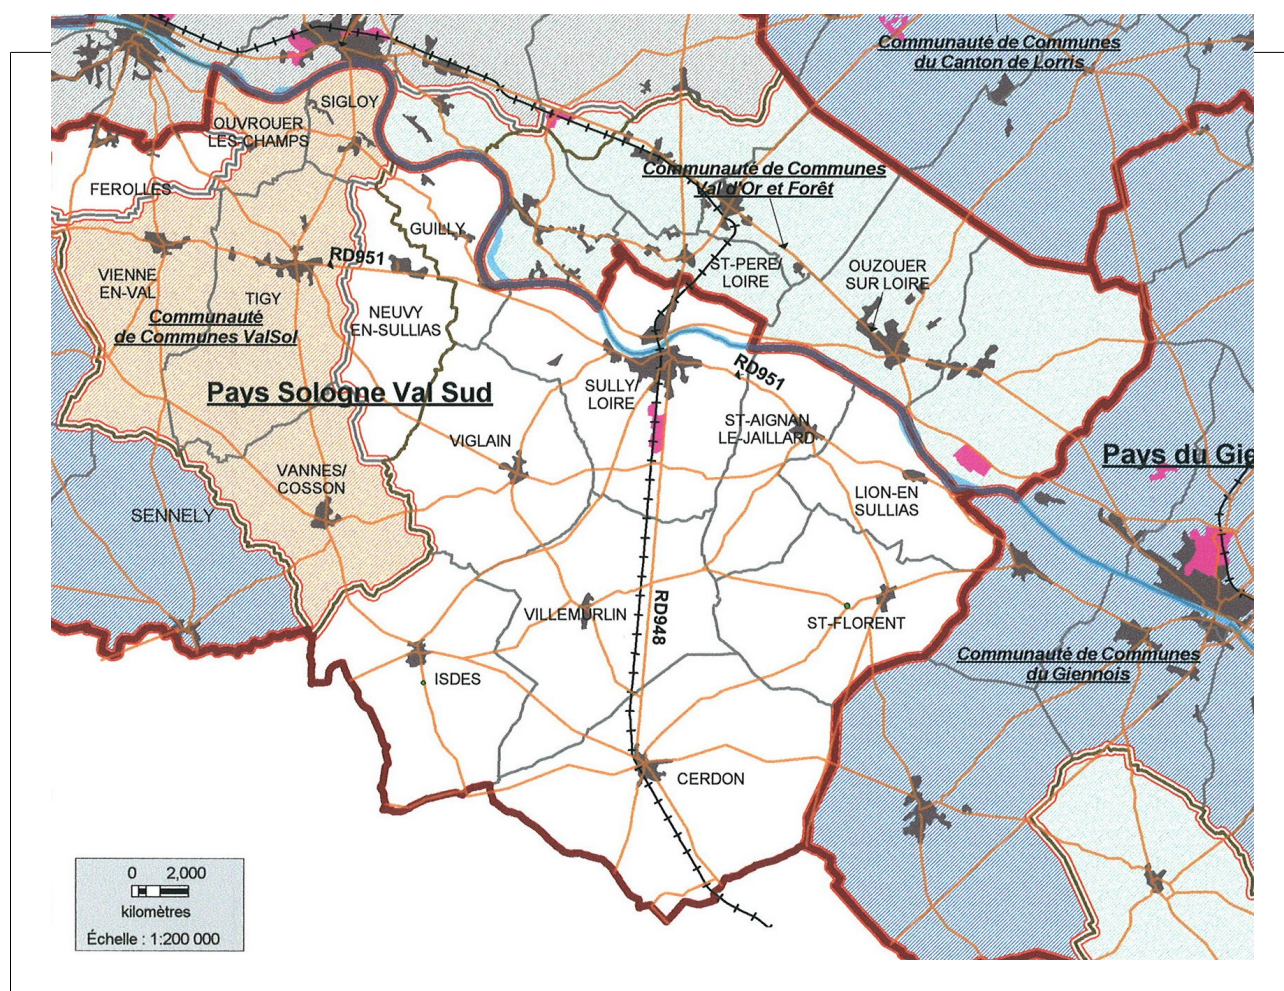 Communauté de Communes
du Canton de Lorris
SIGLOY
OUVROUER
LES CHAMPS
FEROLLES
Communauté de Communes
Val d'Or et Forêt
GUILLY
RD951
VIENNE
EN-VAL
TIGY
ST-PERE/
LOIRE
OUZOUER
SUR LOIRE
NEUVY
EN-SULLIAS
Communauté
de Communes ValSol
Pays Sologne Val Sud
SULLY/
LOIRE
RD951
ST-AIGNAN
LE-JAILLARD
VIGLAIN
Pays du Gie
VANNES/
COSSON
LION-EN
SULLIAS
SENNELY
VILLEMURLIN
RD948
ST-FLORENT
Communauté de Communes
du Giennois
ISDES
CERDON
0 2,000
kilomètres
Échelle : 1:200 000